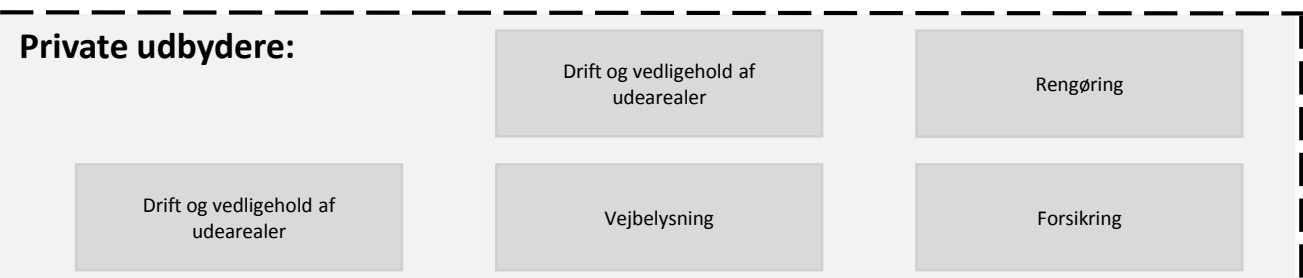 Private udbydere:
Drift og vedligehold af
udearealer
Rengøring
Drift og vedligehold af
udearealer
Vejbelysning
Forsikring